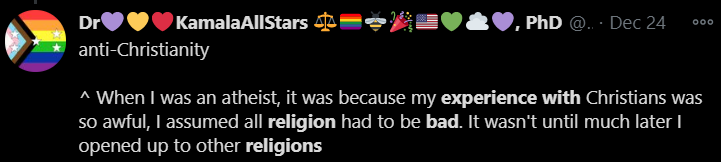 Dr💜💛❤️KamalaAllStars ⚖️🏳️‍🌈🐝🎉🇺🇸💚☁️💜, PhD @.. · Dec 24
anti-Christianity
^ When I was an atheist, it was because my experience with Christians was
so awful, I assumed all religion had to be bad. It wasn't until much later I
opened up to other religions